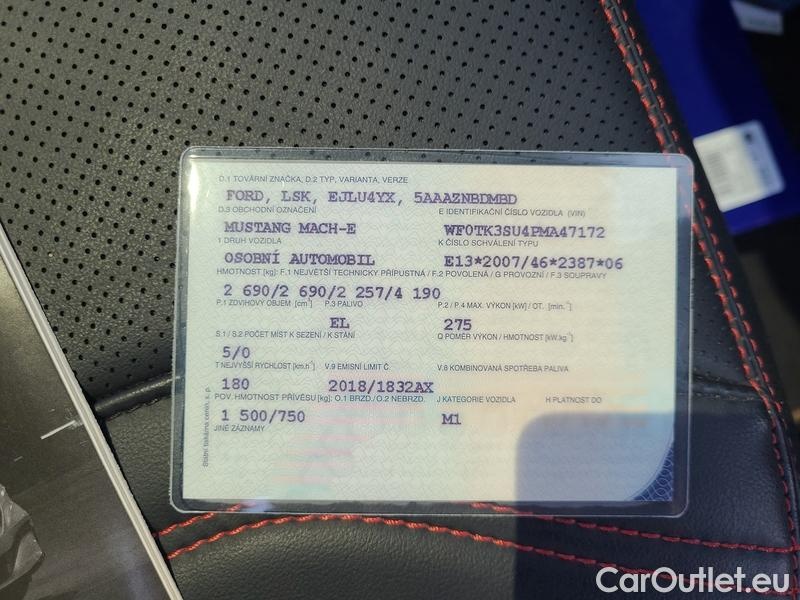 D.1 TOVÁRNÍ ZNAČKA, D.2 TYP, VARIANTA, VERZE
FORD, LSK, EJLU4YX, 5AAAZNBDMBD
D.3 OBCHODNÍ OZNAČENÍ E IDENTIFIKAČNÍ ČÍSLO VOZIDLA (VIN)
MUSTANG MACH-E WF0TK3SU4PMA47172
1 DRUH VOZIDLA K ČÍSLO SCHVÁLENÍ TYPU
OSOBNÍ AUTOMOBIL E13*2007/46*2387*06
HMOTNOST [kg]: F.1 NEJVĚTŠÍ TECHNICKY PŘÍPUSTNÁ / F.2 POVOLENÁ / G PROVOZNÍ / F.3 SOUPRAVY
2 690/2 690/2 257/4 190
P.1 ZDVIHOVÝ OBJEM [cm³] P.3 PALIVO P.2 / P.4 MAX. VÝKON [kW] / OT. [min.⁻¹]
EL 275
S.1 / S.2 POČET MÍST K SEZENÍ / K STÁNÍ Q POMĚR VÝKON / HMOTNOST [kW.kg⁻¹]
5/0
T NEJVYŠŠÍ RYCHLOST [km.h⁻¹] V.9 EMISNÍ LIMIT Č. V.8 KOMBINOVANÁ SPOTŘEBA PALIVA
180 2018/1832AX
POV. HMOTNOST PŘÍVĚSU [kg]: O.1 BRZD./O.2 NEBRZD. J KATEGORIE VOZIDLA H PLATNOST DO
1 500/750 M1
JINÉ ZÁZNAMY
Státní tiskárna cenin, s. p.
CarOutlet.eu